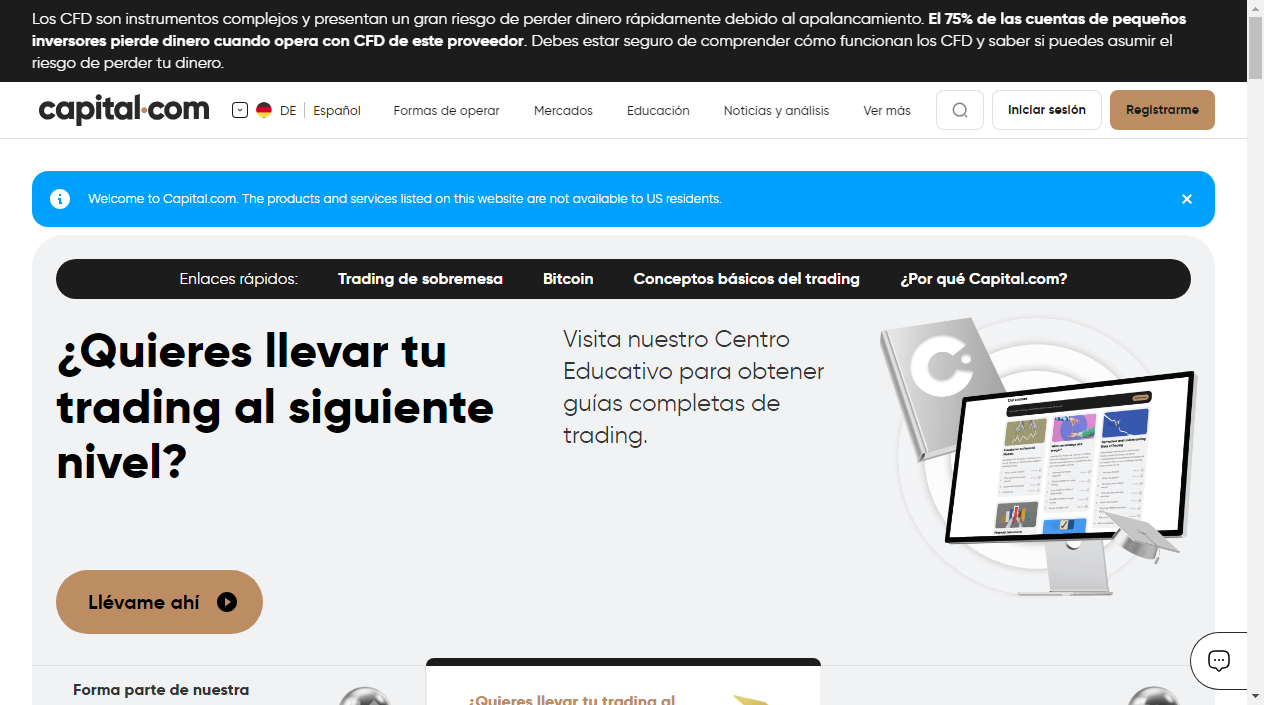 Los CFD son instrumentos complejos y presentan un gran riesgo de perder dinero rápidamente debido al apalancamiento. El 75% de las cuentas de pequeños
inversores pierde dinero cuando opera con CFD de este proveedor. Debes estar seguro de comprender cómo funcionan los CFD y saber si puedes asumir el
riesgo de perder tu dinero.
capital.com DE Español Formas de operar Mercados Educación Noticias y análisis Ver más Iniciar sesión Registrarme
Welcome to Capital.com. The products and services listed on this website are not available to US residents.
Enlaces rápidos: Trading de sobremesa Bitcoin Conceptos básicos del trading ¿Por qué Capital.com?
¿Quieres llevar tu
trading al siguiente
nivel?
Visita nuestro Centro
Educativo para obtener
guías completas de
trading.
Llévame ahí
Forma parte de nuestra
¿Quieres llevar tu trading al